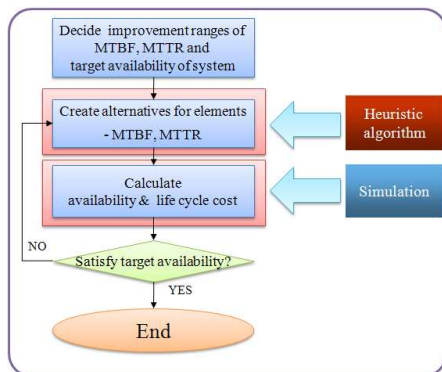 Decide improvement ranges of
MTBF, MTTR and
target availability of system
Create alternatives for elements
- MTBF, MTTR
Heuristic
algorithm
Calculate
availability & life cycle cost
Simulation
NO
Satisfy target availability?
YES
End